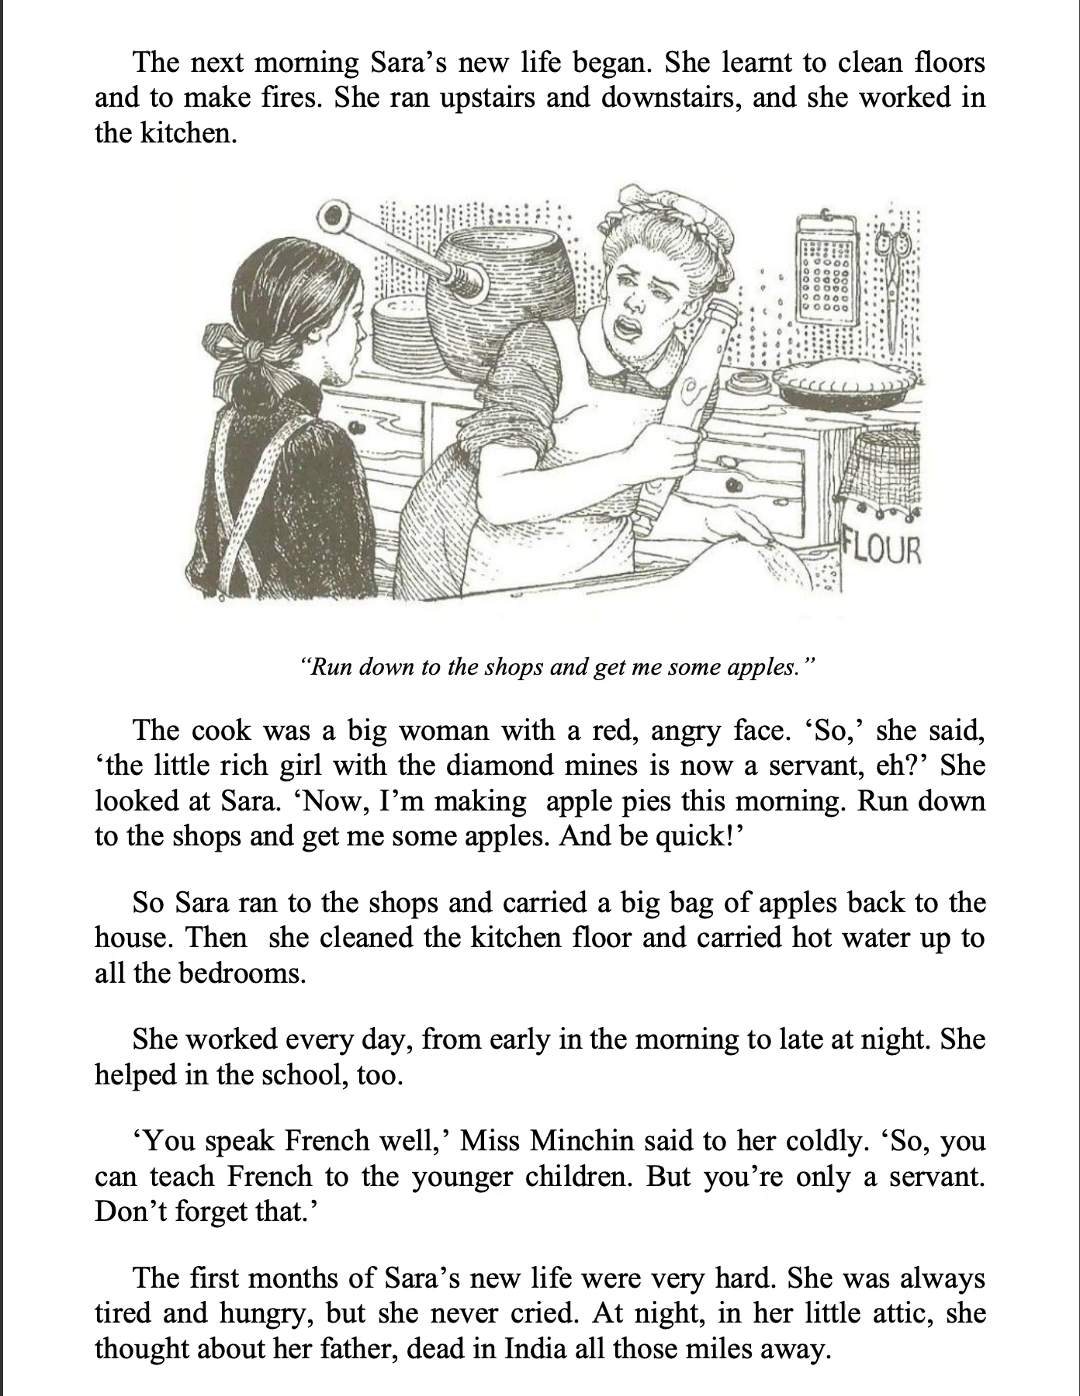 The next morning Sara’s new life began. She learnt to clean floors
and to make fires. She ran upstairs and downstairs, and she worked in
the kitchen.
FLOUR
“Run down to the shops and get me some apples.”
The cook was a big woman with a red, angry face. ‘So,’ she said,
‘the little rich girl with the diamond mines is now a servant, eh?’ She
looked at Sara. ‘Now, I’m making apple pies this morning. Run down
to the shops and get me some apples. And be quick!’
So Sara ran to the shops and carried a big bag of apples back to the
house. Then she cleaned the kitchen floor and carried hot water up to
all the bedrooms.
She worked every day, from early in the morning to late at night. She
helped in the school, too.
‘You speak French well,’ Miss Minchin said to her coldly. ‘So, you
can teach French to the younger children. But you’re only a servant.
Don’t forget that.’
The first months of Sara’s new life were very hard. She was always
tired and hungry, but she never cried. At night, in her little attic, she
thought about her father, dead in India all those miles away.